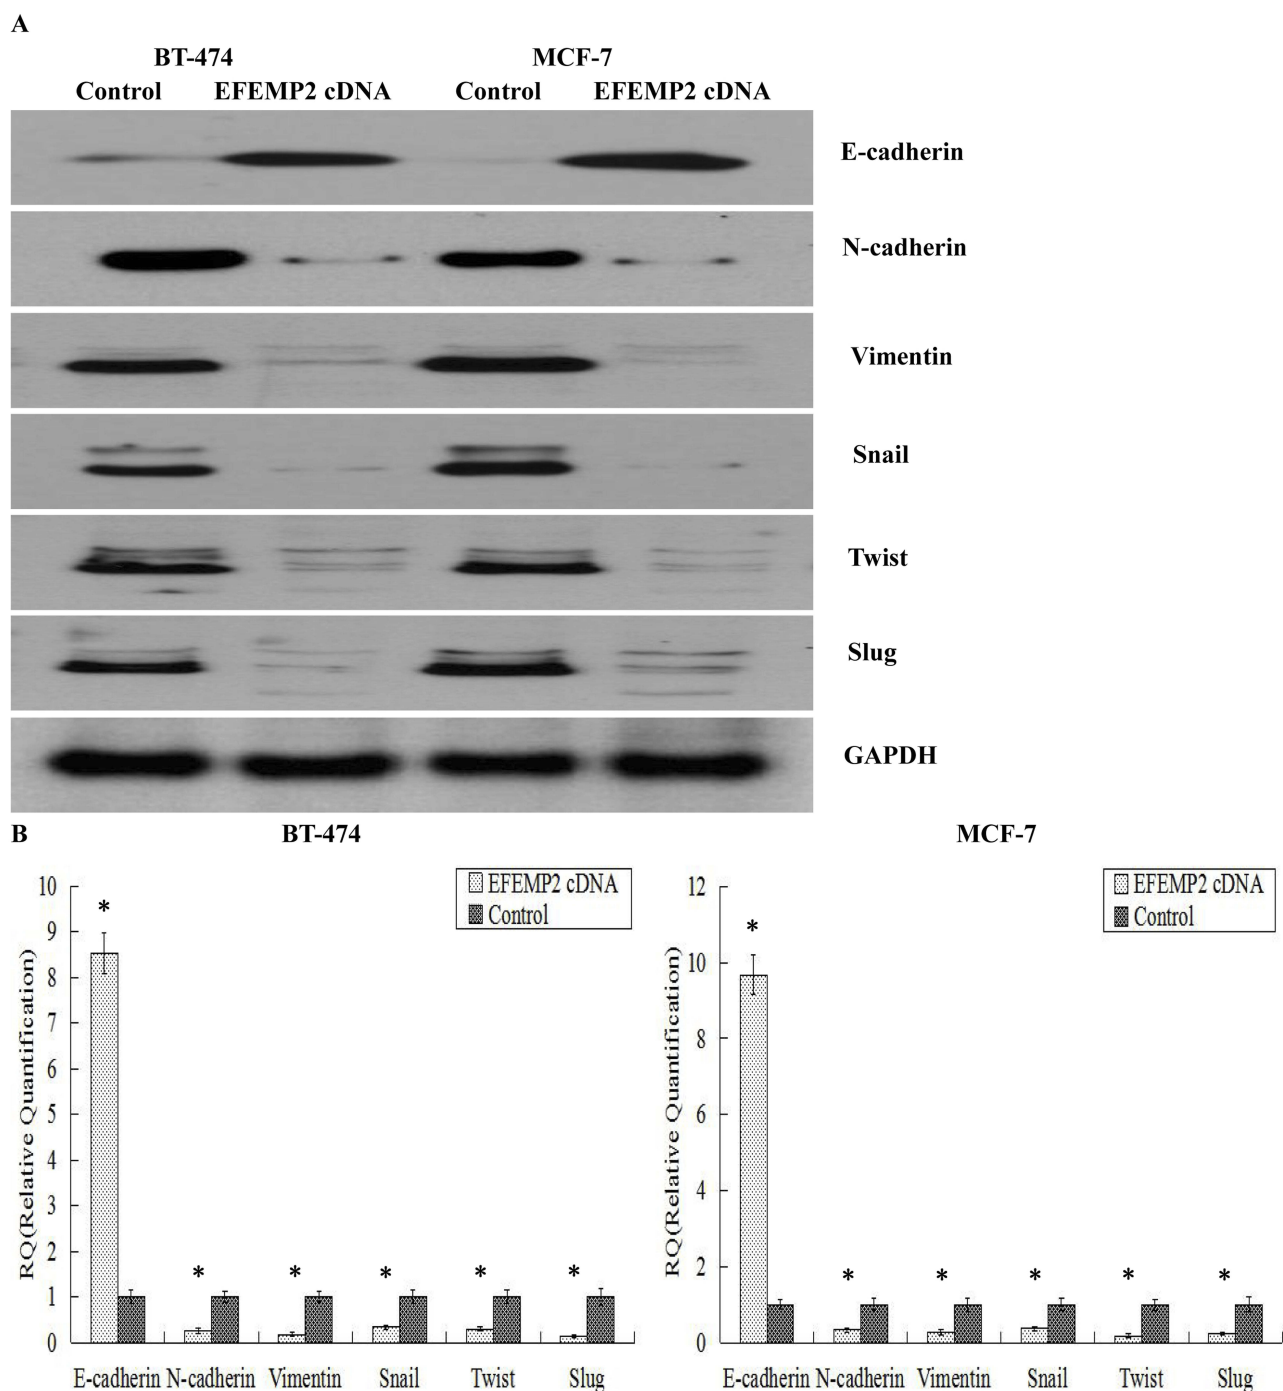 A
BT-474 MCF-7
Control EFEMP2 cDNA Control EFEMP2 cDNA
E-cadherin
N-cadherin
Vimentin
Snail
Twist
Slug
GAPDH
B BT-474 MCF-7
RQ(Relative Quantification)
10
9
8
7
6
5
4
3
2
1
0
EFEMP2 cDNA
Control
*
* * * * *
E-cadherin N-cadherin Vimentin Snail Twist Slug
RQ(Relative Quantification)
12
10
8
6
4
2
0
EFEMP2 cDNA
Control
*
* * * * *
E-cadherin N-cadherin Vimentin Snail Twist Slug